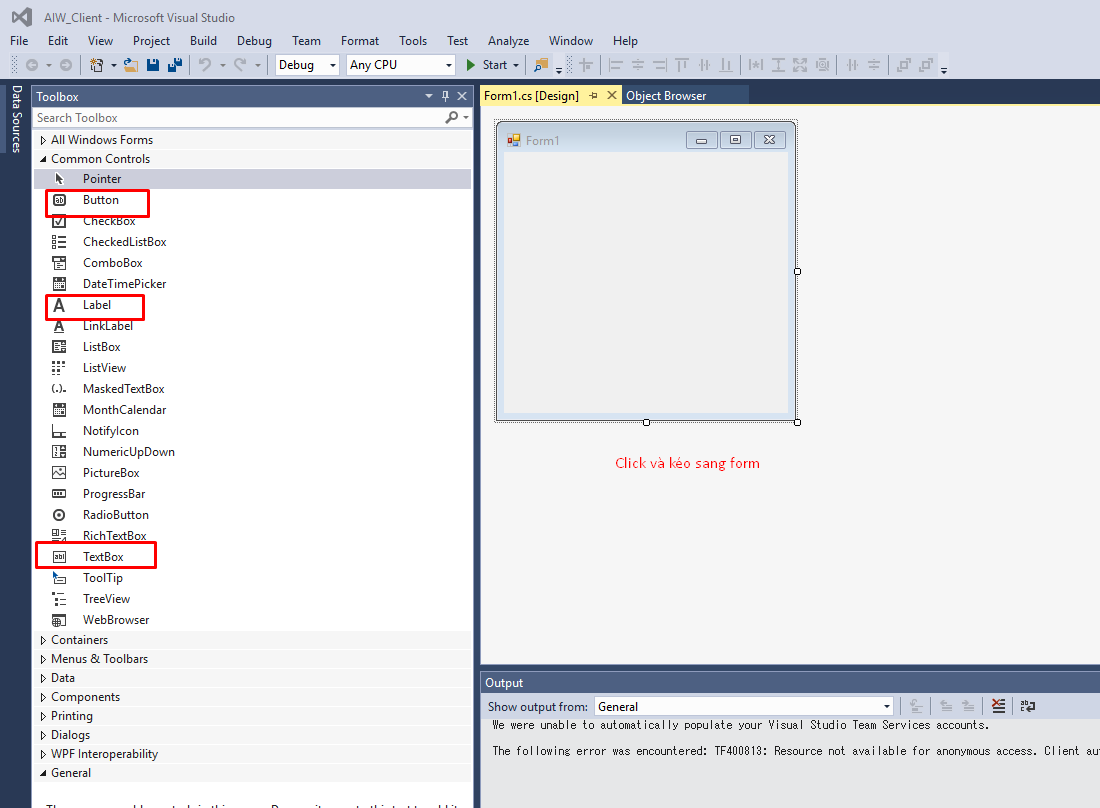 AIW_Client - Microsoft Visual Studio
File Edit View Project Build Debug Team Format Tools Test Analyze Window Help
Debug Any CPU Start
Data Sources
Toolbox
Search Toolbox
All Windows Forms
Common Controls
Pointer
Button
CheckBox
CheckedListBox
ComboBox
DateTimePicker
Label
LinkLabel
ListBox
ListView
MaskedTextBox
MonthCalendar
NotifyIcon
NumericUpDown
PictureBox
ProgressBar
RadioButton
RichTextBox
TextBox
ToolTip
TreeView
WebBrowser
Containers
Menus & Toolbars
Data
Components
Printing
Dialogs
WPF Interoperability
General
Form1.cs [Design] Object Browser
Form1
Click và kéo sang form
Output
Show output from: General
We were unable to automatically populate your Visual Studio Team Services accounts.
The following error was encountered: TF400813: Resource not available for anonymous access. Client au